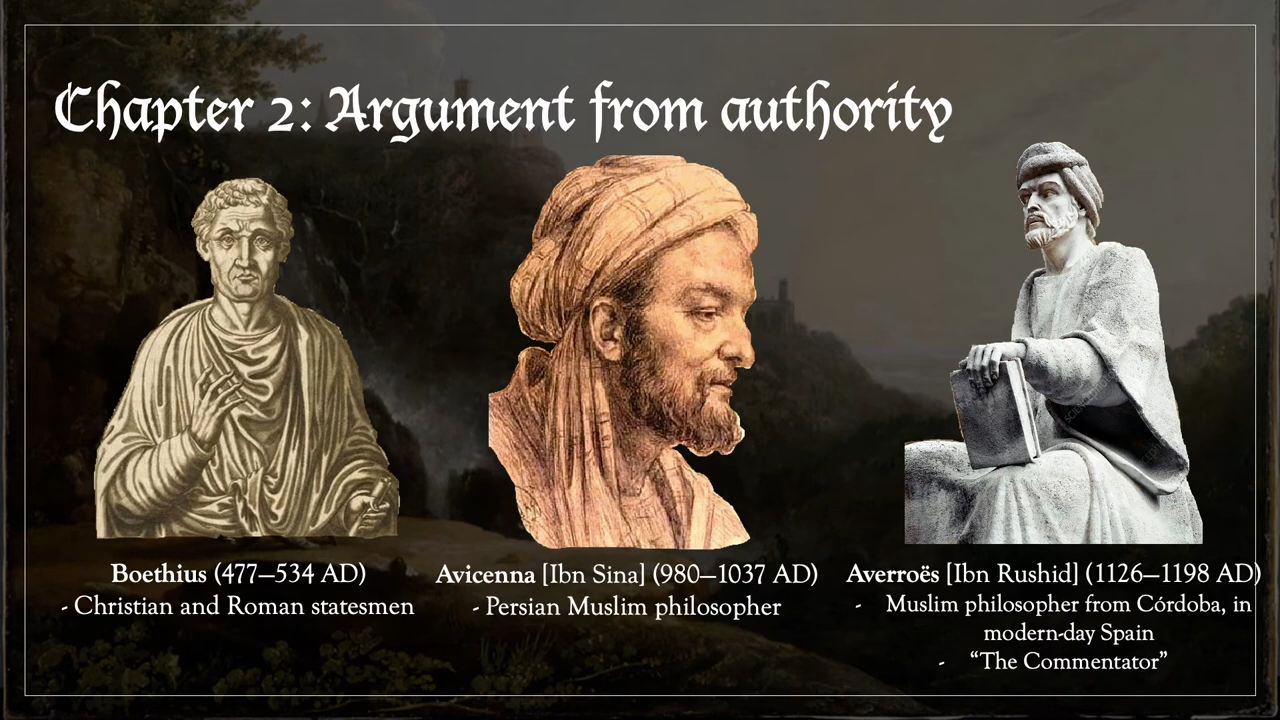 Chapter 2: Argument from authority
Boethius (477–534 AD)
- Christian and Roman statesmen
Avicenna [Ibn Sina] (980–1037 AD)
- Persian Muslim philosopher
Averroës [Ibn Rushid] (1126–1198 AD)
- Muslim philosopher from Córdoba, in
modern-day Spain
- “The Commentator”